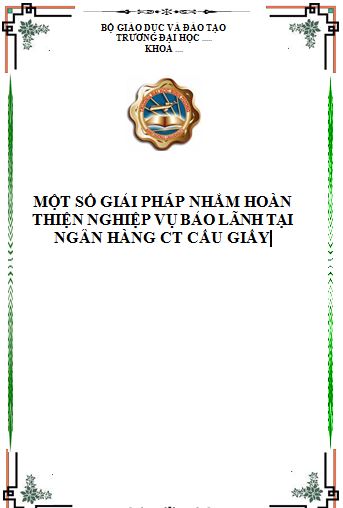 BỘ GIÁO DỤC VÀ ĐÀO TẠO
TRƯỜNG ĐẠI HỌC ......
KHOA .....
MỘT SỐ GIẢI PHÁP NHẰM HOÀN
THIỆN NGHIỆP VỤ BẢO LÃNH TẠI
NGÂN HÀNG CT CẦU GIẤY